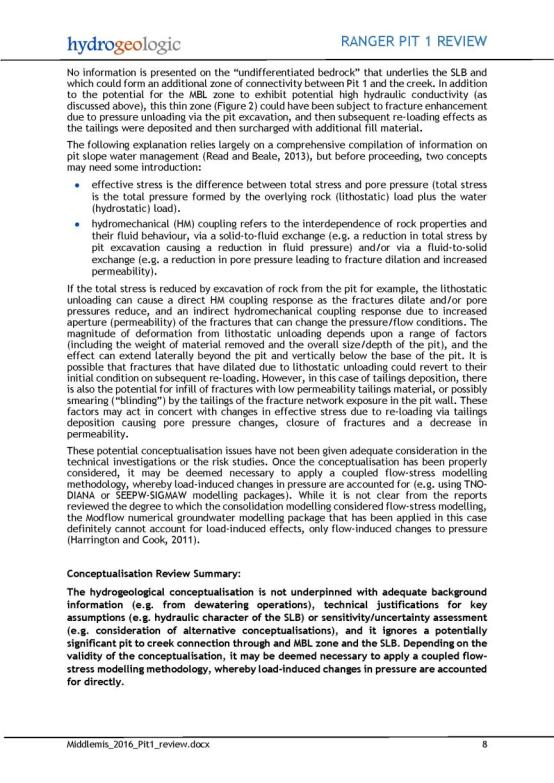 hydrogeologic
RANGER PIT 1 REVIEW
No information is presented on the “undifferentiated bedrock” that underlies the SLB and
which could form an additional zone of connectivity between Pit 1 and the creek. In addition
to the potential for the MBL zone to exhibit potential high hydraulic conductivity (as
discussed above), this thin zone (Figure 2) could have been subject to fracture enhancement
due to pressure unloading via the pit excavation, and then subsequent re-loading effects as
the tailings were deposited and then surcharged with additional fill material.
The following explanation relies largely on a comprehensive compilation of information on
pit slope water management (Read and Beale, 2013), but before proceeding, two concepts
may need some introduction:
• effective stress is the difference between total stress and pore pressure (total stress
is the total pressure formed by the overlying rock (lithostatic) load plus the water
(hydrostatic) load).
• hydromechanical (HM) coupling refers to the interdependence of rock properties and
their fluid behaviour, via a solid-to-fluid exchange (e.g. a reduction in total stress by
pit excavation causing a reduction in fluid pressure) and/or via a fluid-to-solid
exchange (e.g. a reduction in pore pressure leading to fracture dilation and increased
permeability).
If the total stress is reduced by excavation of rock from the pit for example, the lithostatic
unloading can cause a direct HM coupling response as the fractures dilate and/or pore
pressures reduce, and an indirect hydromechanical coupling response due to increased
aperture (permeability) of the fractures that can change the pressure/flow conditions. The
magnitude of deformation from lithostatic unloading depends upon a range of factors
(including the weight of material removed and the overall size/depth of the pit), and the
effect can extend laterally beyond the pit and vertically below the base of the pit. It is
possible that fractures that have dilated due to lithostatic unloading could revert to their
initial condition on subsequent re-loading. However, in this case of tailings deposition, there
is also the potential for infill of fractures with low permeability tailings material, or possibly
smearing (“blinding”) by the tailings of the fracture network exposure in the pit wall. These
factors may act in concert with changes in effective stress due to re-loading via tailings
deposition causing pore pressure changes, closure of fractures and a decrease in
permeability.
These potential conceptualisation issues have not been given adequate consideration in the
technical investigations or the risk studies. Once the conceptualisation has been properly
considered, it may be deemed necessary to apply a coupled flow-stress modelling
methodology, whereby load-induced changes in pressure are accounted for (e.g. using TNO-
DIANA or SEEPW-SIGMAW modelling packages). While it is not clear from the reports
reviewed the degree to which the consolidation modelling considered flow-stress modelling,
the Modflow numerical groundwater modelling package that has been applied in this case
definitely cannot account for load-induced effects, only flow-induced changes to pressure
(Harrington and Cook, 2011).
Conceptualisation Review Summary:
The hydrogeological conceptualisation is not underpinned with adequate background
information (e.g. from dewatering operations), technical justifications for key
assumptions (e.g. hydraulic character of the SLB) or sensitivity/uncertainty assessment
(e.g. consideration of alternative conceptualisations), and it ignores a potentially
significant pit to creek connection through and MBL zone and the SLB. Depending on the
validity of the conceptualisation, it may be deemed necessary to apply a coupled flow-
stress modelling methodology, whereby load-induced changes in pressure are accounted
for directly.
Middlemis_2016_Pit1_review.docx
8